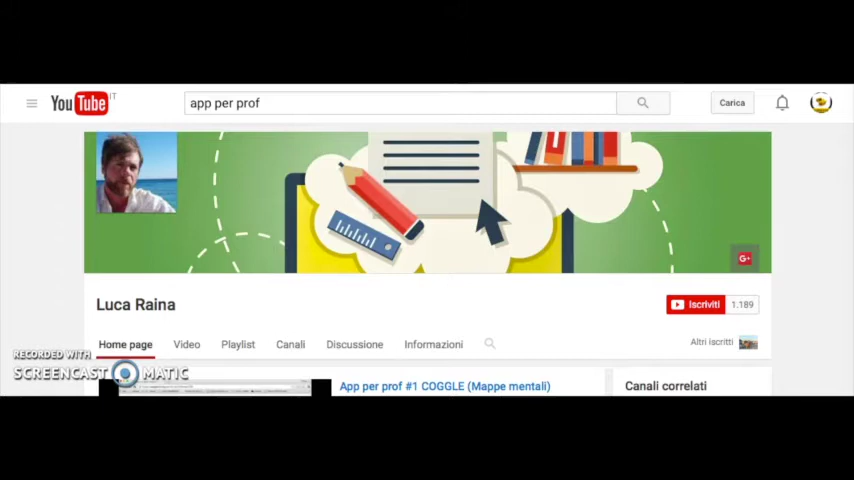 YouTube IT
app per prof
Carica
G+
Luca Raina
Iscriviti 1.189
Home page Video Playlist Canali Discussione Informazioni
Altri iscritti
RECORDED WITH
SCREENCAST MATIC
App per prof #1 COGGLE (Mappe mentali)
Canali correlati